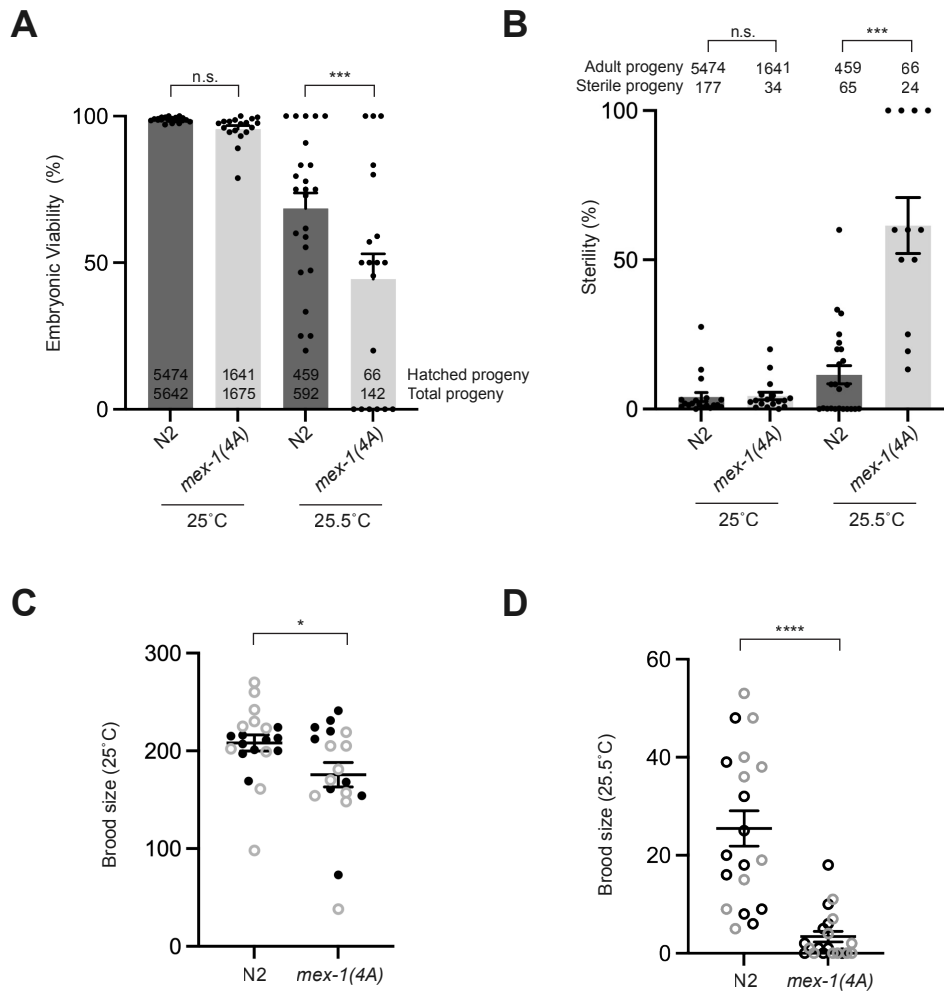 A
n.s.
***
100
50
0
Embryonic Viability (%)
5474 1641 459 66 Hatched progeny
5642 1675 592 142 Total progeny
N2
mex-1(4A)
N2
mex-1(4A)
25˚C
25.5˚C
B
n.s.
***
Adult progeny 5474 1641 459 66
Sterile progeny 177 34 65 24
100
50
0
Sterility (%)
N2
mex-1(4A)
N2
mex-1(4A)
25˚C
25.5˚C
C
*
300
200
100
0
Brood size (25˚C)
N2
mex-1(4A)
D
****
60
40
20
0
Brood size (25.5˚C)
N2
mex-1(4A)